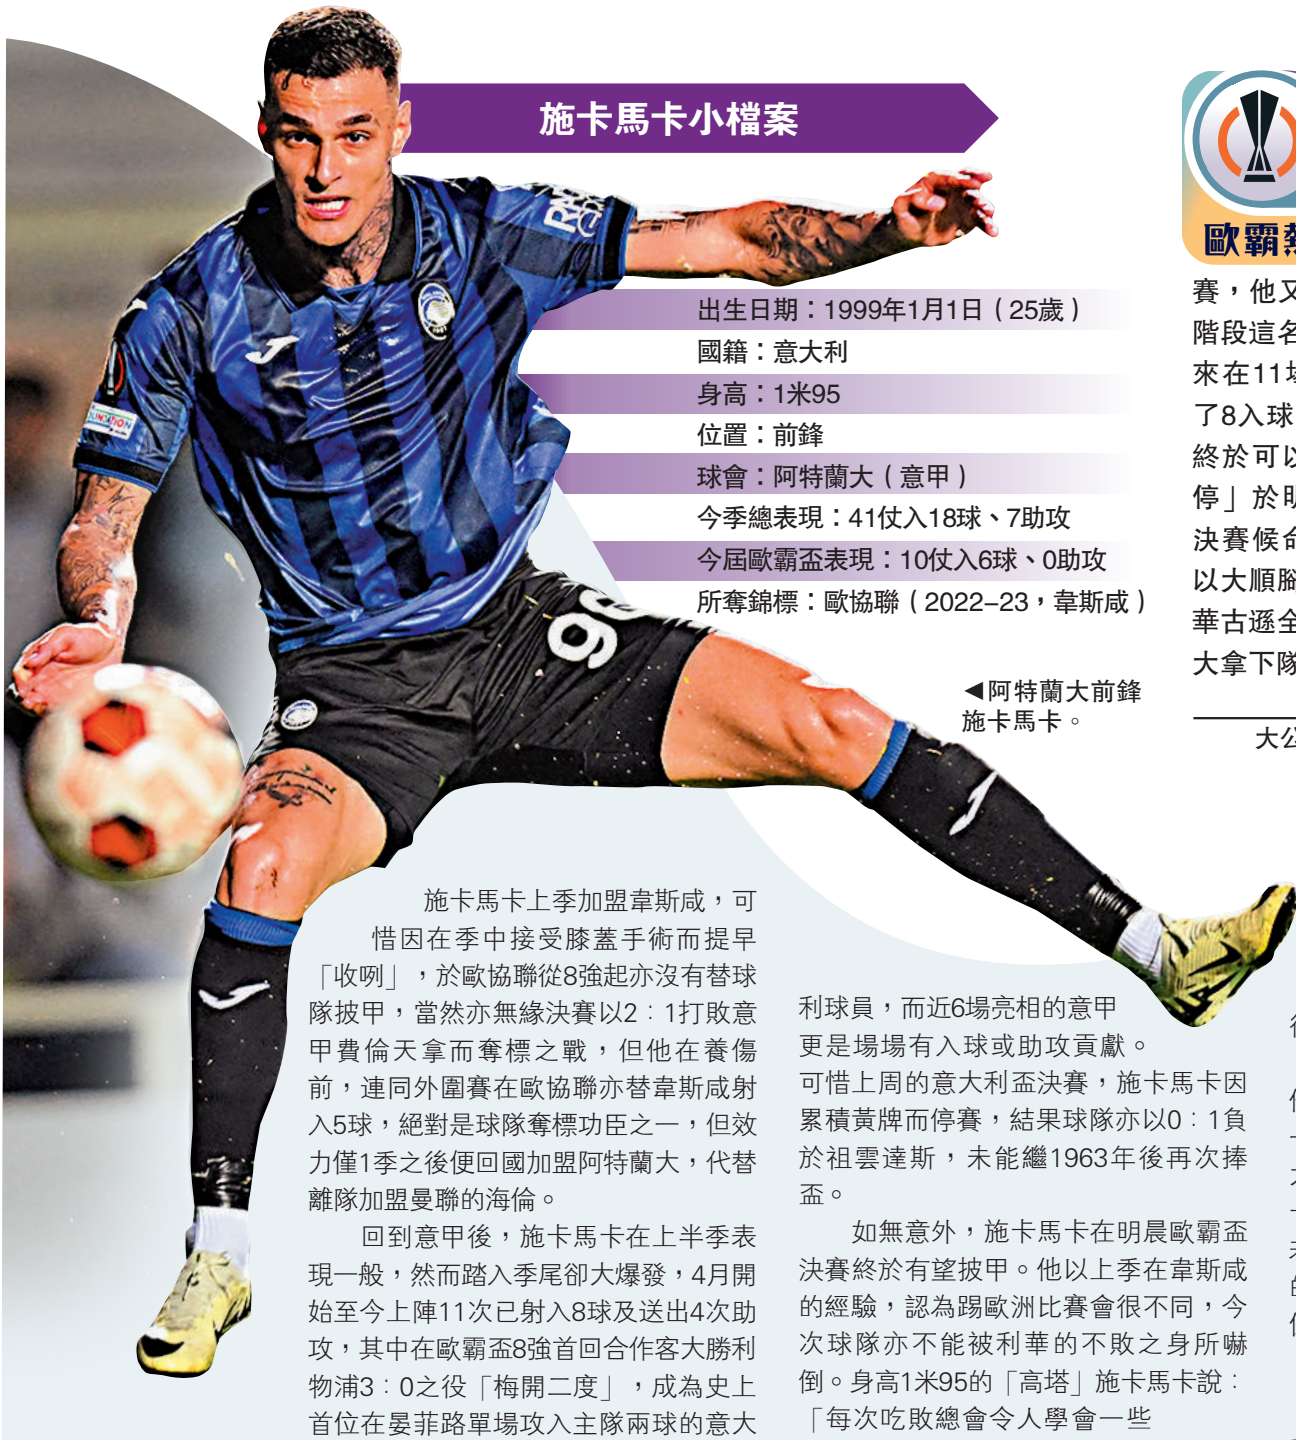 施卡馬卡小檔案
出生日期：1999年1月1日（25歲）
國籍：意大利
身高：1米95
位置：前鋒
球會：阿特蘭大（意甲）
今季總表現：41仗入18球、7助攻
今屆歐霸盃表現：10仗入6球、0助攻
所奪錦標：歐協聯（2022–23，韋斯咸）
◀阿特蘭大前鋒
施卡馬卡。
90
施卡馬卡上季加盟韋斯咸，可
惜因在季中接受膝蓋手術而提早
「收咧」，於歐協聯從8強起亦沒有替球
隊披甲，當然亦無緣決賽以2：1打敗意
甲費倫天拿而奪標之戰，但他在養傷
前，連同外圍賽在歐協聯亦替韋斯咸射
入5球，絕對是球隊奪標功臣之一，但效
力僅1季之後便回國加盟阿特蘭大，代替
離隊加盟曼聯的海倫。
回到意甲後，施卡馬卡在上半季表
現一般，然而踏入季尾卻大爆發，4月開
始至今上陣11次已射入8球及送出4次助
攻，其中在歐霸盃8強首回合作客大勝利
物浦3：0之役「梅開二度」，成為史上
首位在晏菲路單場攻入主隊兩球的意大
利球員，而近6場亮相的意甲
更是場場有入球或助攻貢獻。
可惜上周的意大利盃決賽，施卡馬卡因
累積黃牌而停賽，結果球隊亦以0：1負
於祖雲達斯，未能繼1963年後再次捧
盃。
如無意外，施卡馬卡在明晨歐霸盃
決賽終於有望披甲。他以上季在韋斯咸
的經驗，認為踢歐洲比賽會很不同，今
次球隊亦不能被利華的不敗之身所嚇
倒。身高1米95的「高塔」施卡馬卡說：
「每次吃敗總會令人學會一些
歐霸熱
賽，他又
階段這名
來在11場
了8入球
終於可以
停」於明
決賽候命
以大順腳
華古遜全
大拿下隊
大公